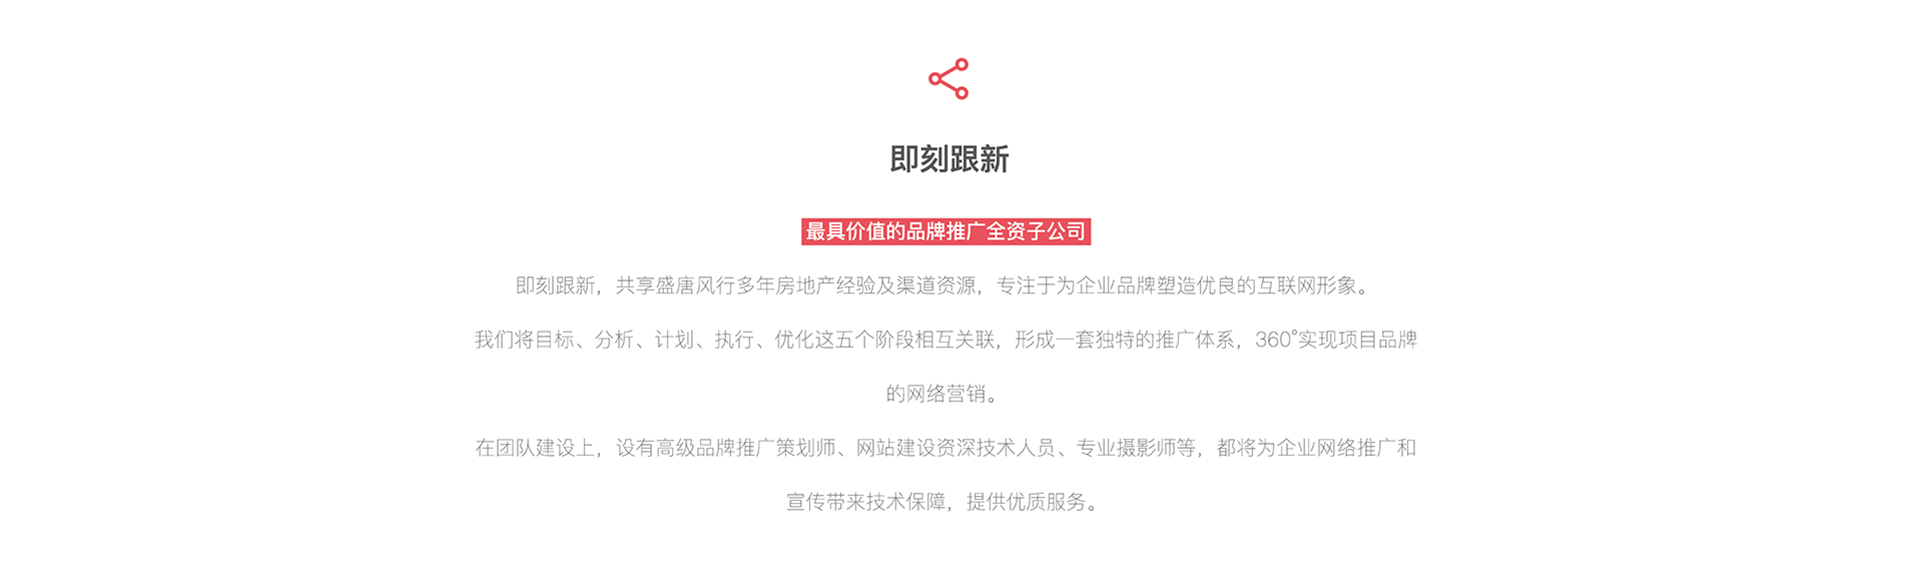 即刻跟新
最具价值的品牌推广全资子公司
即刻跟新，共享盛唐风行多年房地产经验及渠道资源，专注于为企业品牌塑造优良的互联网形象。
我们将目标、分析、计划、执行、优化这五个阶段相互关联，形成一套独特的推广体系，360°实现项目品牌
的网络营销。
在团队建设上，设有高级品牌推广策划师、网站建设资深技术人员、专业摄影师等，都将为企业网络推广和
宣传带来技术保障，提供优质服务。